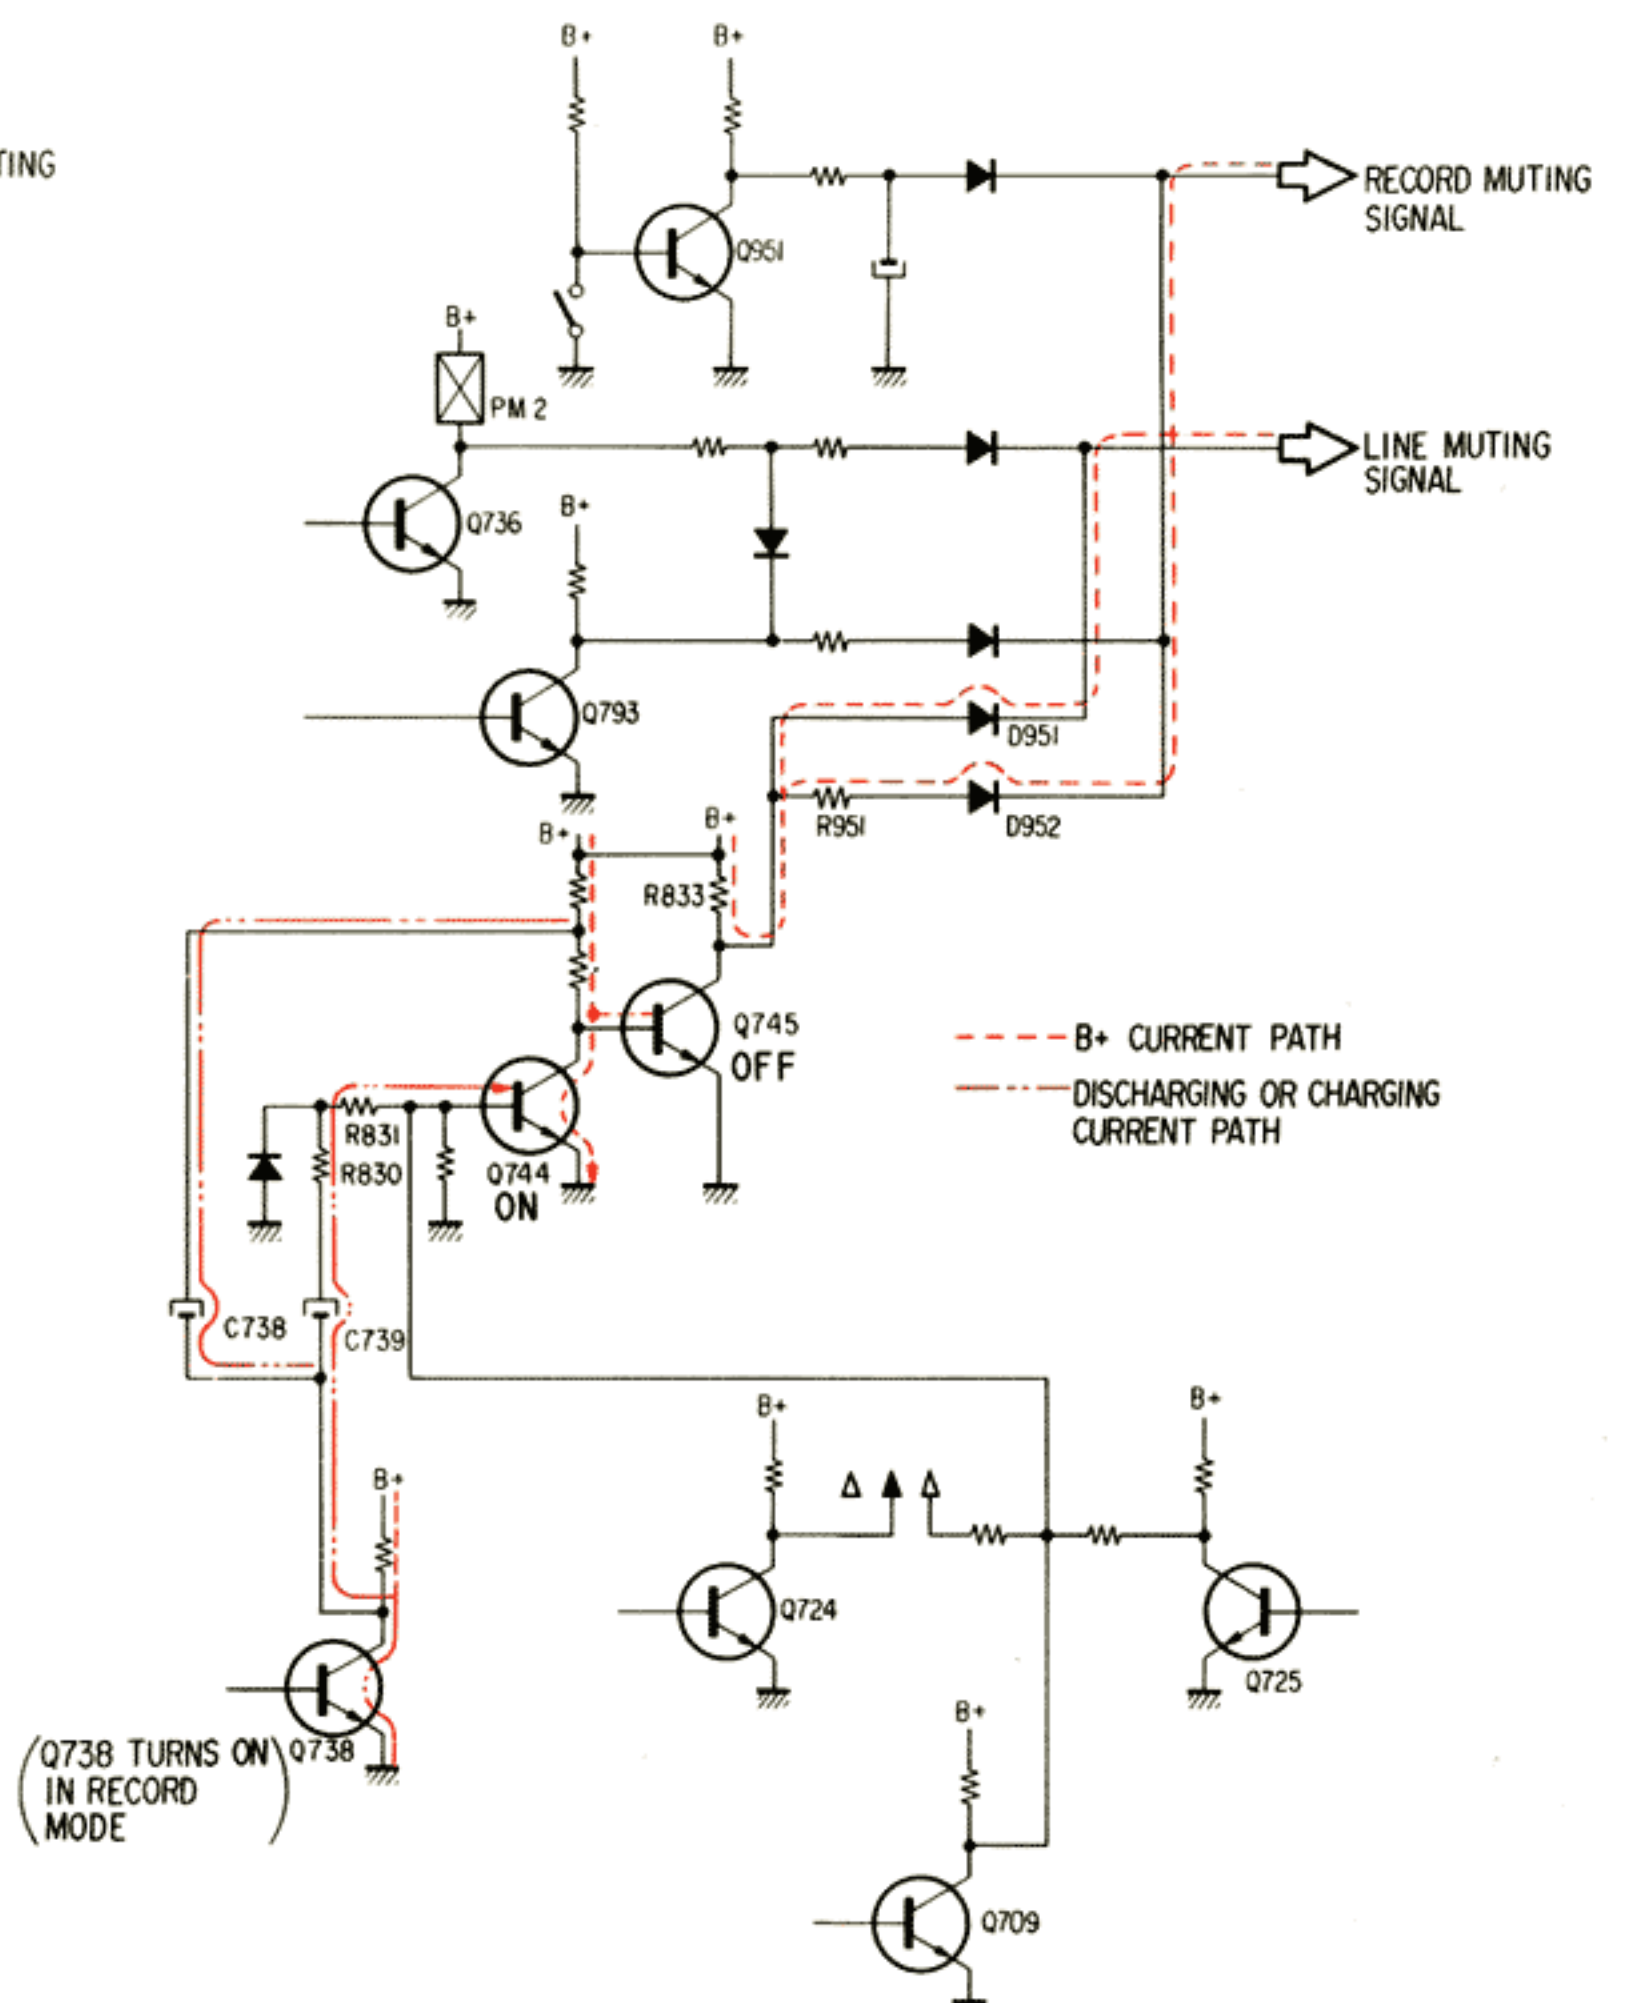 B+ B+
TING
RECORD MUTING
SIGNAL
Q951
B+
PM 2
LINE MUTING
SIGNAL
B+
Q736
Q793
D951
B+ B+
R951 D952
R833
Q745
OFF
B+ CURRENT PATH
DISCHARGING OR CHARGING
CURRENT PATH
R831
R830
Q744
ON
C738
C739
B+
B+
B+
Q724
Q725
B+
(Q738 TURNS ON) Q738
IN RECORD
MODE
Q709